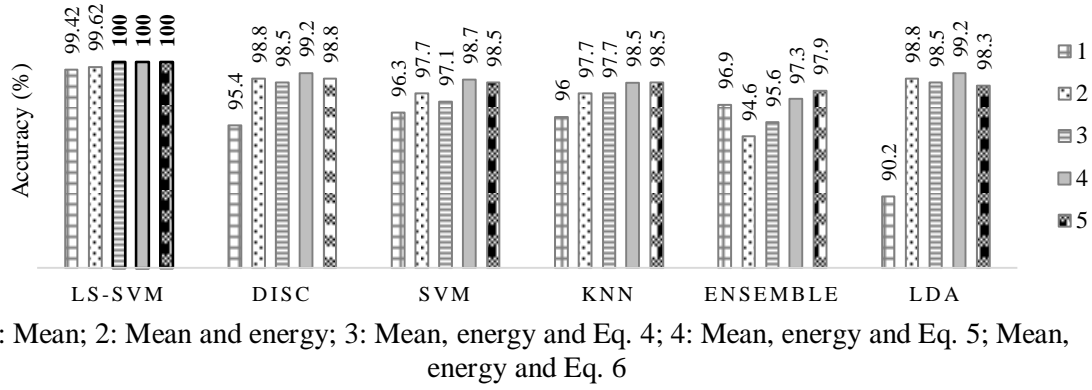 Accuracy (%)
99.42 99.62 100 100 100
95.4 98.8 98.5 99.2 98.8
96.3 97.7 97.1 98.7 98.5
96 97.7 97.7 98.5 98.5
96.9 94.6 95.6 97.3 97.9
90.2 98.8 98.5 99.2 98.3
1
2
3
4
5
LS-SVM DISC SVM KNN ENSEMBLE LDA
: Mean; 2: Mean and energy; 3: Mean, energy and Eq. 4; 4: Mean, energy and Eq. 5; Mean,
energy and Eq. 6